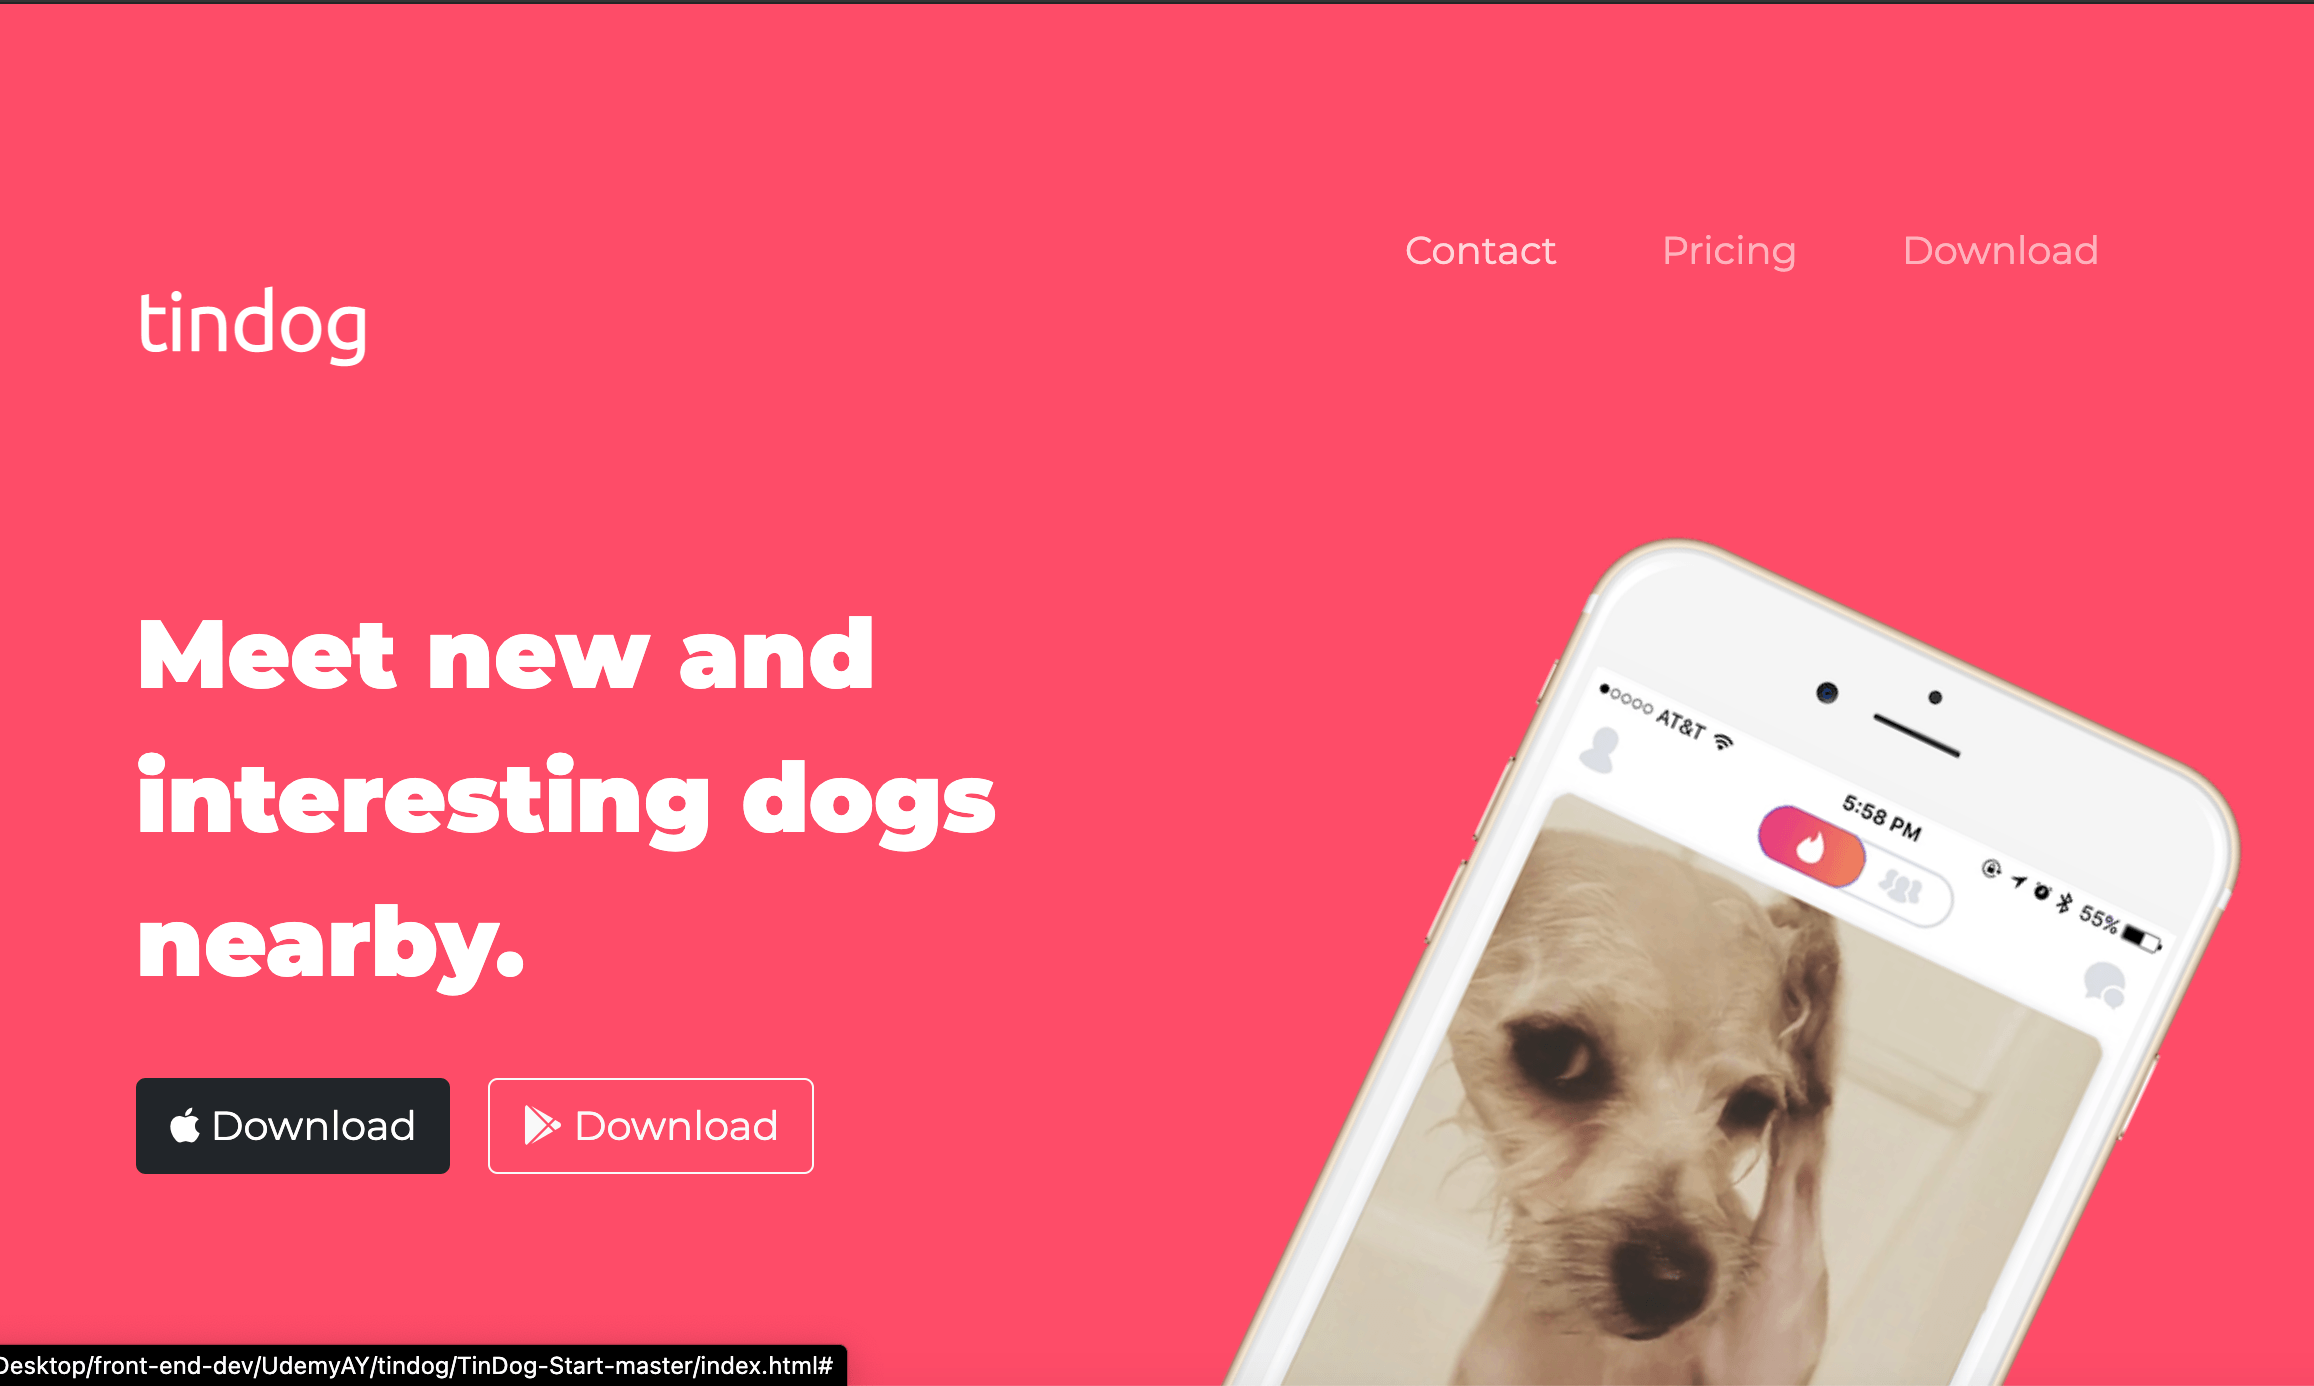 Contact Pricing Download
tindog
Meet new and
interesting dogs
nearby.
Download Download
AT&T
5:58 PM
55%
Desktop/front-end-dev/UdemyAY/tindog/TinDog-Start-master/index.html#